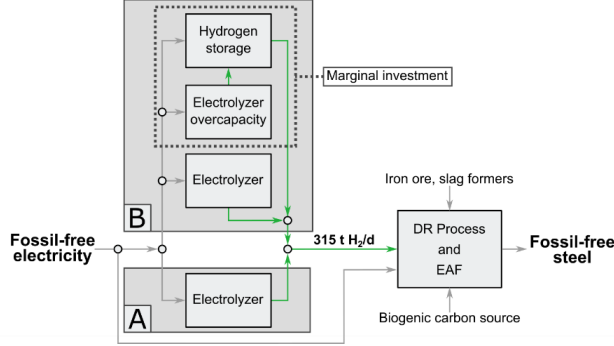 Hydrogen
storage
Marginal investment
Electrolyzer
overcapacity
Electrolyzer
B
Iron ore, slag formers
Fossil-free
electricity
315 t H₂/d
DR Process
and
EAF
Fossil-free
steel
Electrolyzer
A
Biogenic carbon source